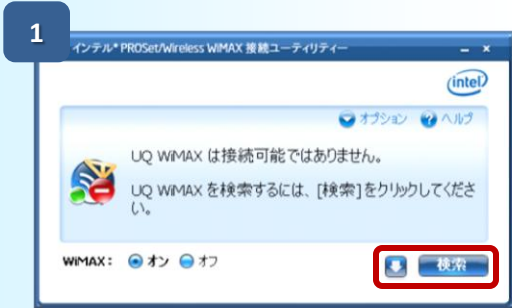 1
インテル® PROSet/Wireless WiMAX 接続ユーティリティー
intel
オプション ヘルプ
UQ WiMAX は接続可能ではありません。
UQ WiMAX を検索するには、[検索]をクリックしてくださ
い。
WiMAX： オン オフ
検索